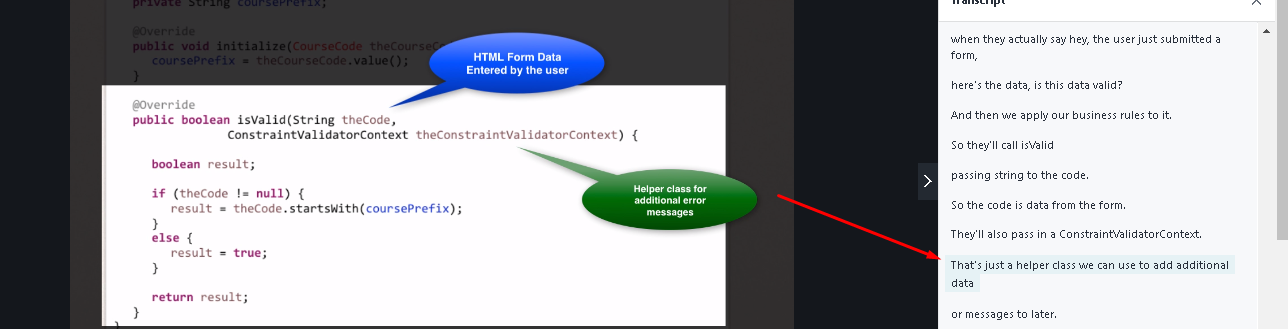 private String coursePrefix;
@Override
public void initialize(CourseCode
coursePrefix = theCourseCode.value();
}
HTML Form Data
Entered by the user
@Override
public boolean isValid(String theCode,
ConstraintValidatorContext theConstraintValidatorContext) {
boolean result;
if (theCode != null) {
result = theCode.startsWith(coursePrefix);
}
else {
result = true;
}
return result;
}
}
Helper class for
additional error
messages
Transcript
when they actually say hey, the user just submitted a
form,
here's the data, is this data valid?
And then we apply our business rules to it.
So they'll call isValid
passing string to the code.
So the code is data from the form.
They'll also pass in a ConstraintValidatorContext.
That's just a helper class we can use to add additional
data
or messages to later.